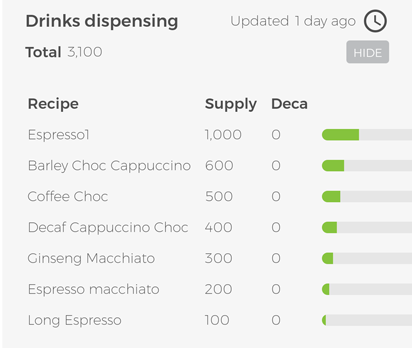 Drinks dispensing Updated 1 day ago
Total 3,100 HIDE
Recipe Supply Deca
Espresso1 1,000 0
Barley Choc Cappuccino 600 0
Coffee Choc 500 0
Decaf Cappuccino Choc 400 0
Ginseng Macchiato 300 0
Espresso macchiato 200 0
Long Espresso 100 0